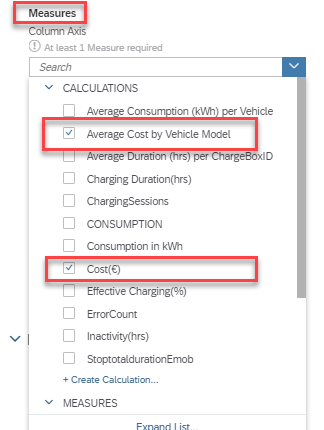 Measures
Column Axis
At least 1 Measure required
Search
CALCULATIONS
Average Consumption (kWh) per Vehicle
Average Cost by Vehicle Model
Average Duration (hrs) per ChargeBoxID
Charging Duration(hrs)
ChargingSessions
CONSUMPTION
Consumption in kWh
Cost(€)
Effective Charging(%)
ErrorCount
Inactivity(hrs)
StoptotaldurationEmob
+ Create Calculation...
MEASURES
Expand List...